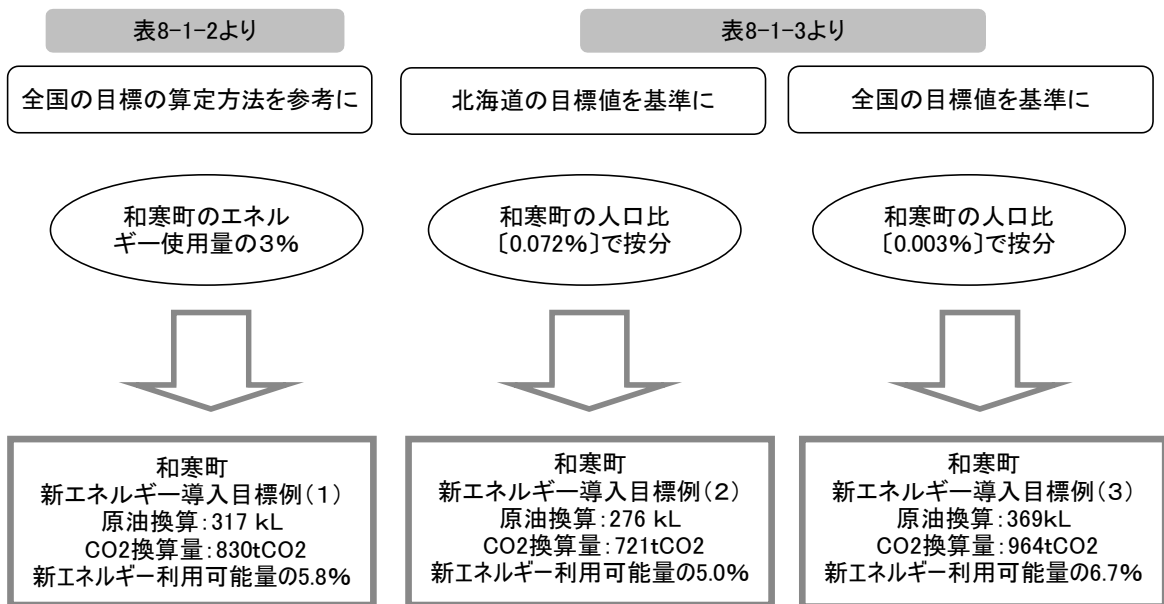 表8-1-2より
表8-1-3より
全国の目標の算定方法を参考に
北海道の目標値を基準に
全国の目標値を基準に
和寒町のエネル
ギー使用量の3%
和寒町の人口比
〔0.072%〕で按分
和寒町の人口比
〔0.003%〕で按分
和寒町
新エネルギー導入目標例(1)
原油換算:317 kL
CO2換算量:830tCO2
新エネルギー利用可能量の5.8%
和寒町
新エネルギー導入目標例(2)
原油換算:276 kL
CO2換算量:721tCO2
新エネルギー利用可能量の5.0%
和寒町
新エネルギー導入目標例(3)
原油換算:369kL
CO2換算量:964tCO2
新エネルギー利用可能量の6.7%